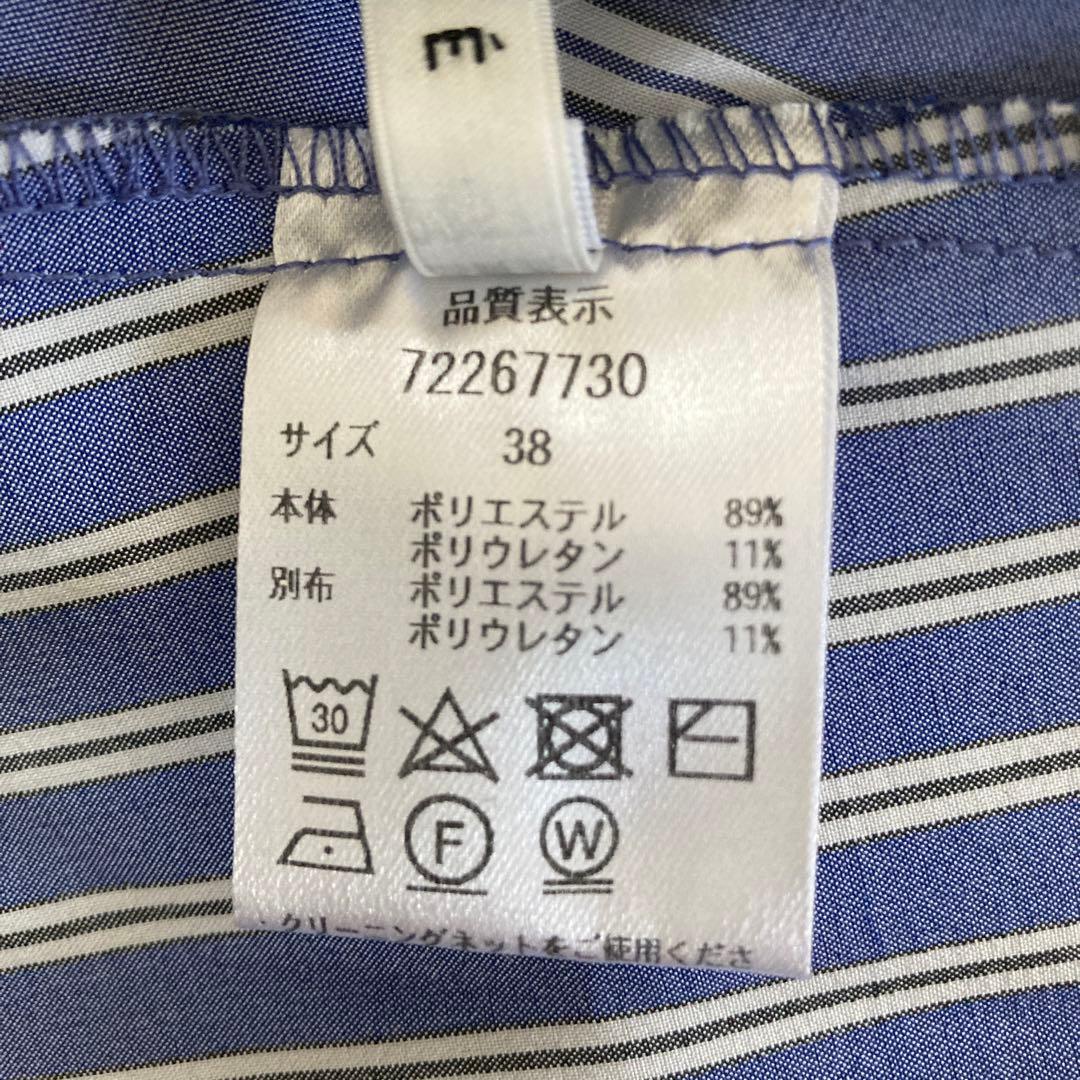 品質表示
72267730
サイズ 38
本体 ポリエステル 89%
ポリウレタン 11%
別布 ポリエステル 89%
ポリウレタン 11%
30
F W
・クリーニングネットをご使用くださ